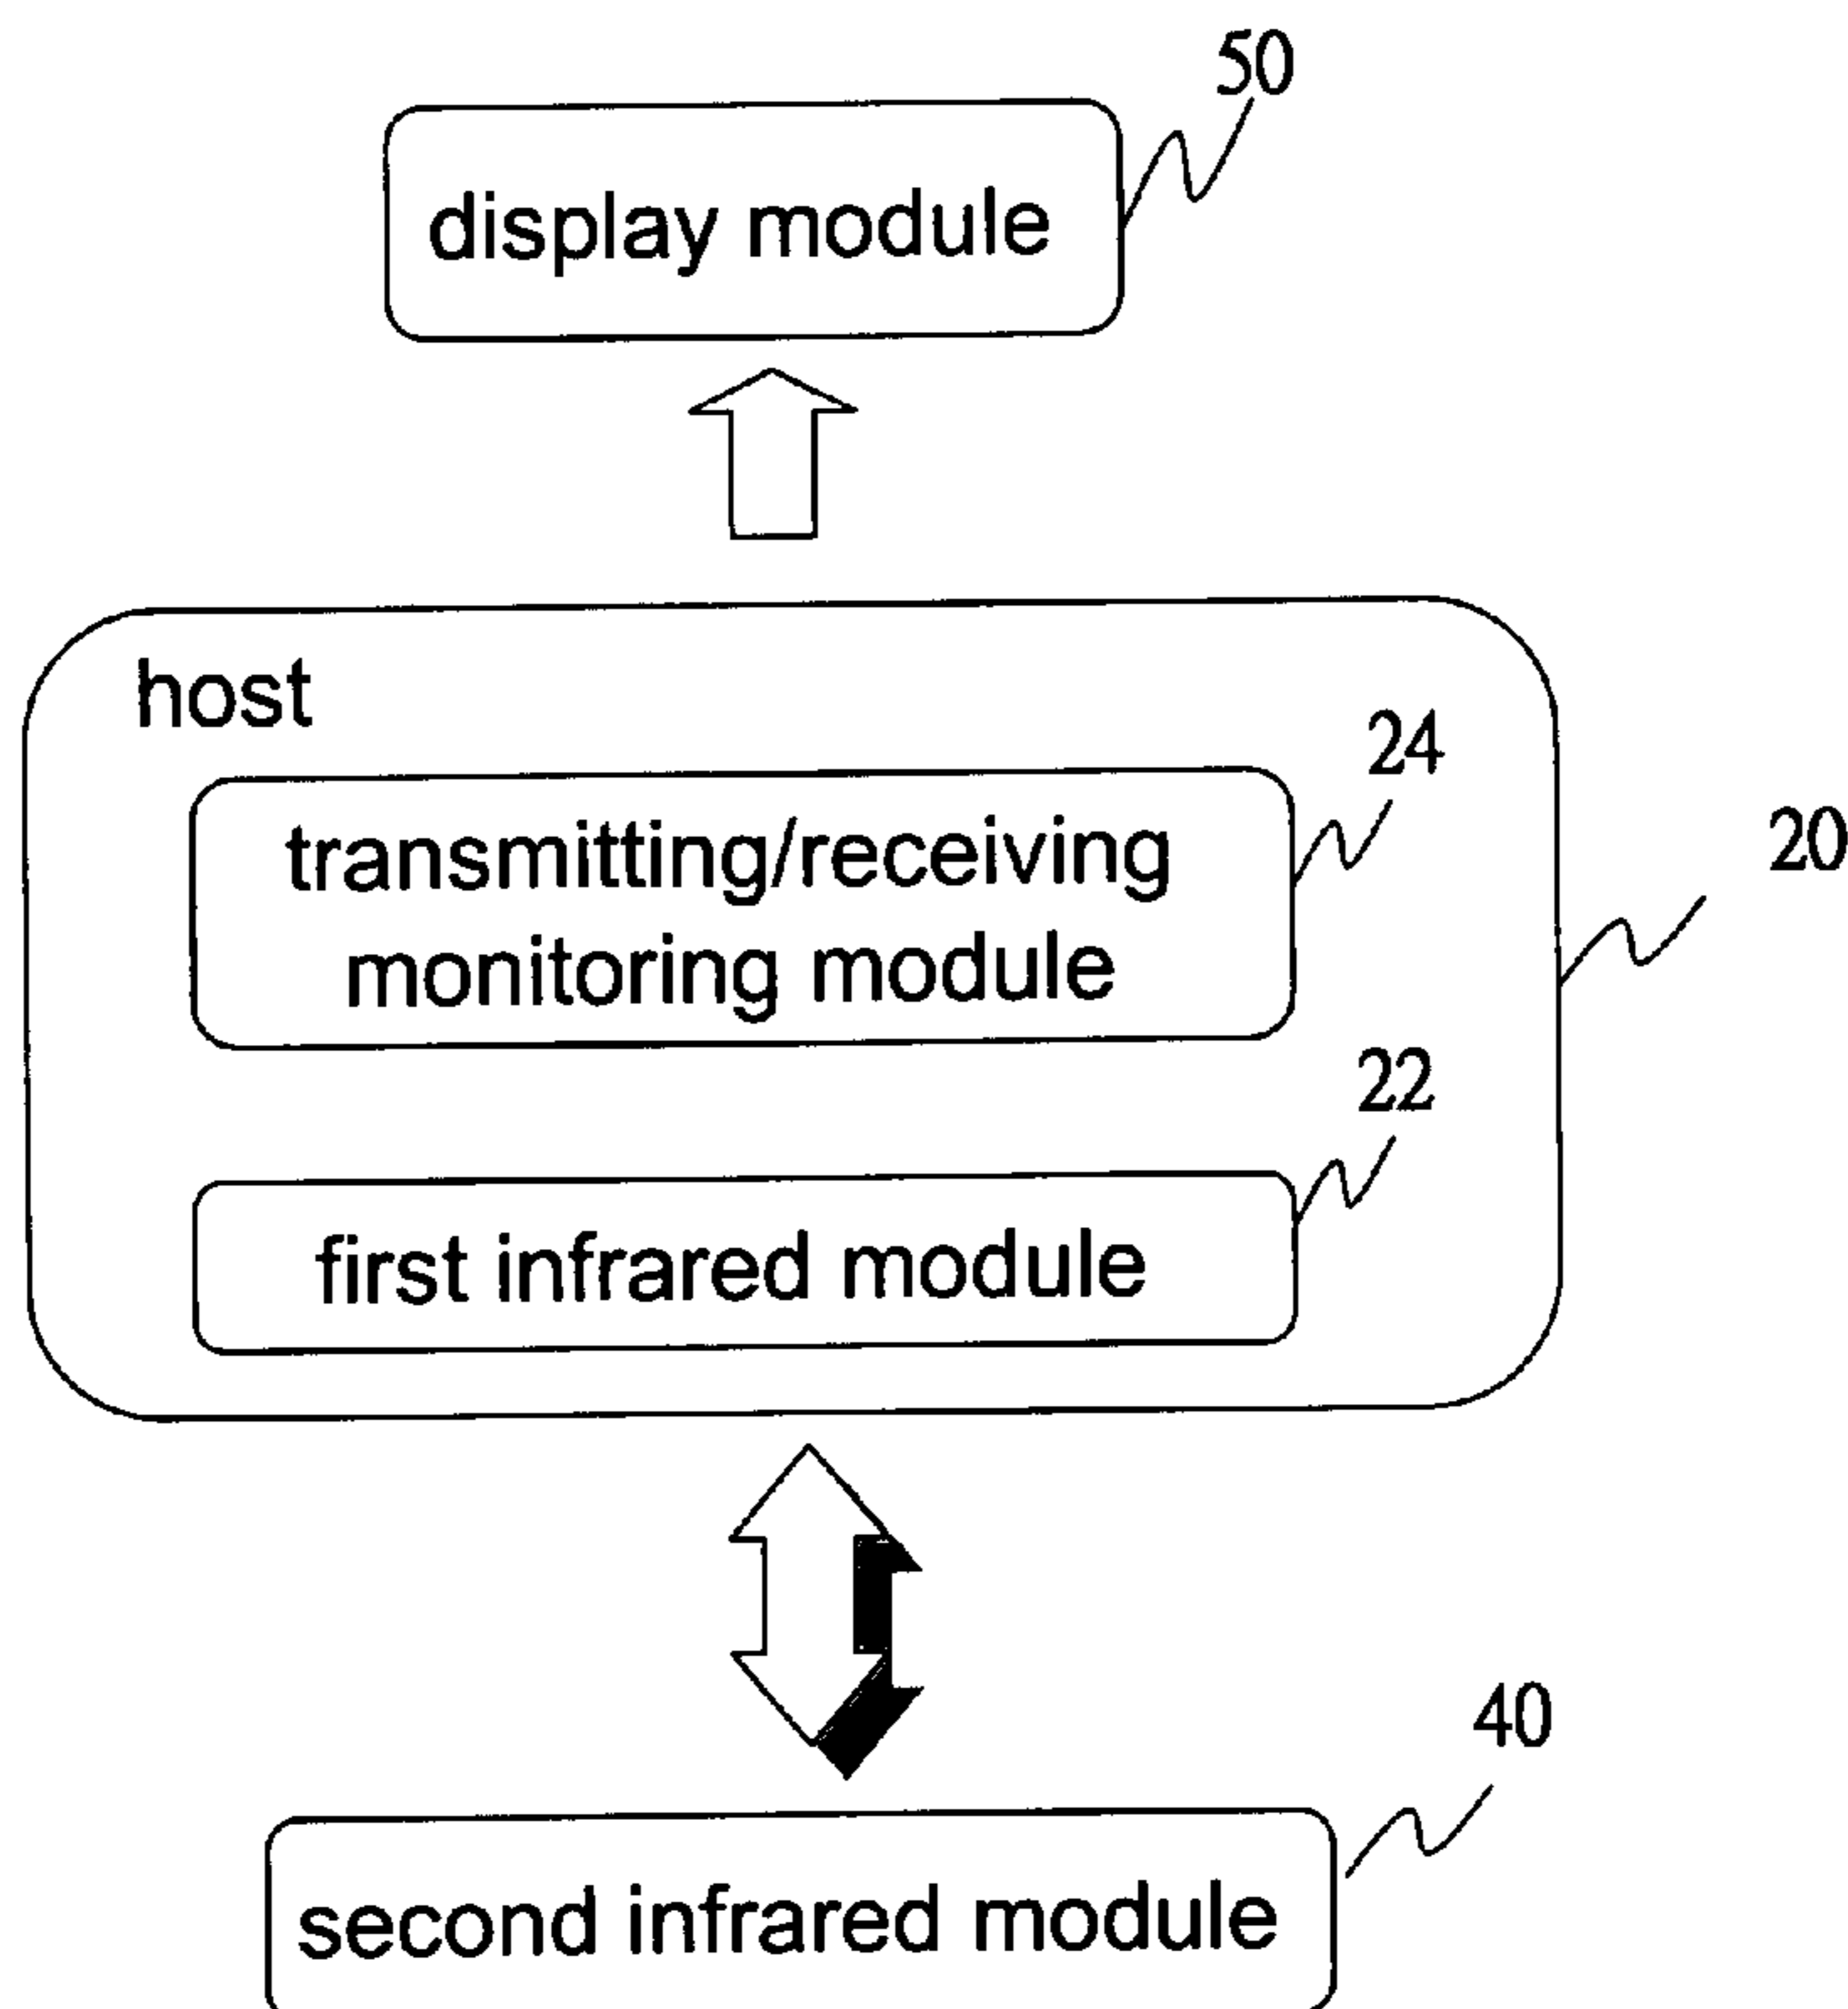 50
display module
host
24
transmitting/receiving
20
monitoring module
22
first infrared module
40
second infrared module